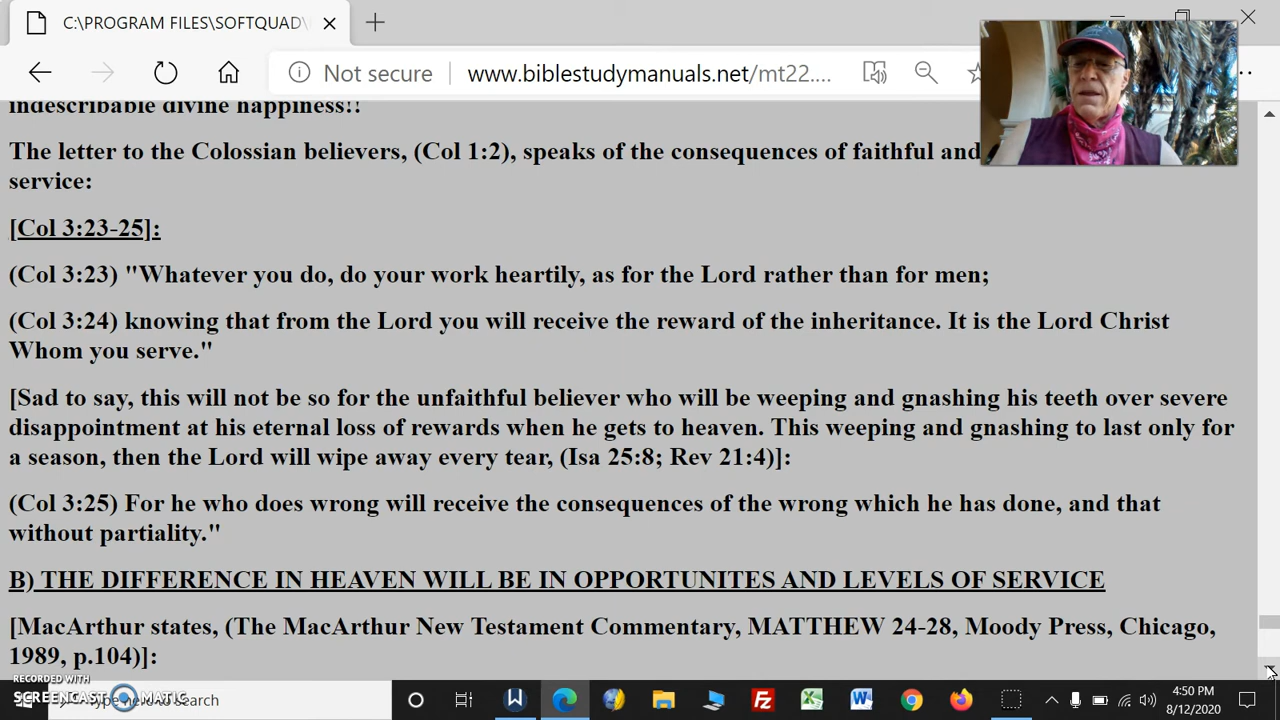 C:\PROGRAM FILES\SOFTQUAD\
Not secure
www.biblestudymanuals.net/mt22....
indescribable divine happiness!!
The letter to the Colossian believers, (Col 1:2), speaks of the consequences of faithful and
service:
[Col 3:23-25]:
(Col 3:23) "Whatever you do, do your work heartily, as for the Lord rather than for men;
(Col 3:24) knowing that from the Lord you will receive the reward of the inheritance. It is the Lord Christ
Whom you serve."
[Sad to say, this will not be so for the unfaithful believer who will be weeping and gnashing his teeth over severe
disappointment at his eternal loss of rewards when he gets to heaven. This weeping and gnashing to last only for
a season, then the Lord will wipe away every tear, (Isa 25:8; Rev 21:4)]:
(Col 3:25) For he who does wrong will receive the consequences of the wrong which he has done, and that
without partiality."
B) THE DIFFERENCE IN HEAVEN WILL BE IN OPPORTUNITES AND LEVELS OF SERVICE
[MacArthur states, (The MacArthur New Testament Commentary, MATTHEW 24-28, Moody Press, Chicago,
1989, p.104)]:
RECORDED WITH
SCREENCAST MATIC
Type here to search
4:50 PM
8/12/2020